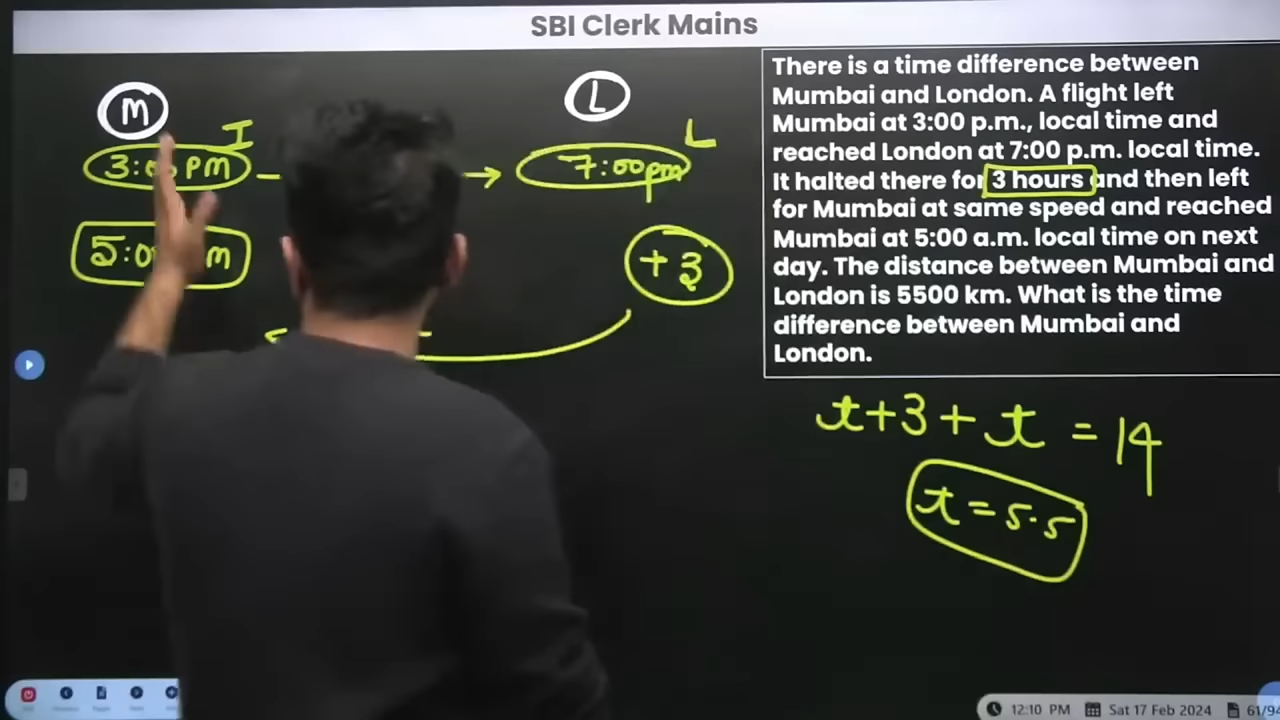 SBI Clerk Mains
There is a time difference between
Mumbai and London. A flight left
Mumbai at 3:00 p.m., local time and
reached London at 7:00 p.m. local time.
It halted there for 3 hours and then left
for Mumbai at same speed and reached
Mumbai at 5:00 a.m. local time on next
day. The distance between Mumbai and
London is 5500 km. What is the time
difference between Mumbai and
London.
M
L
I
L
PM
7:00pm
+3
t+3+t=14
t=5.5
12:10 PM Sat 17 Feb 2024